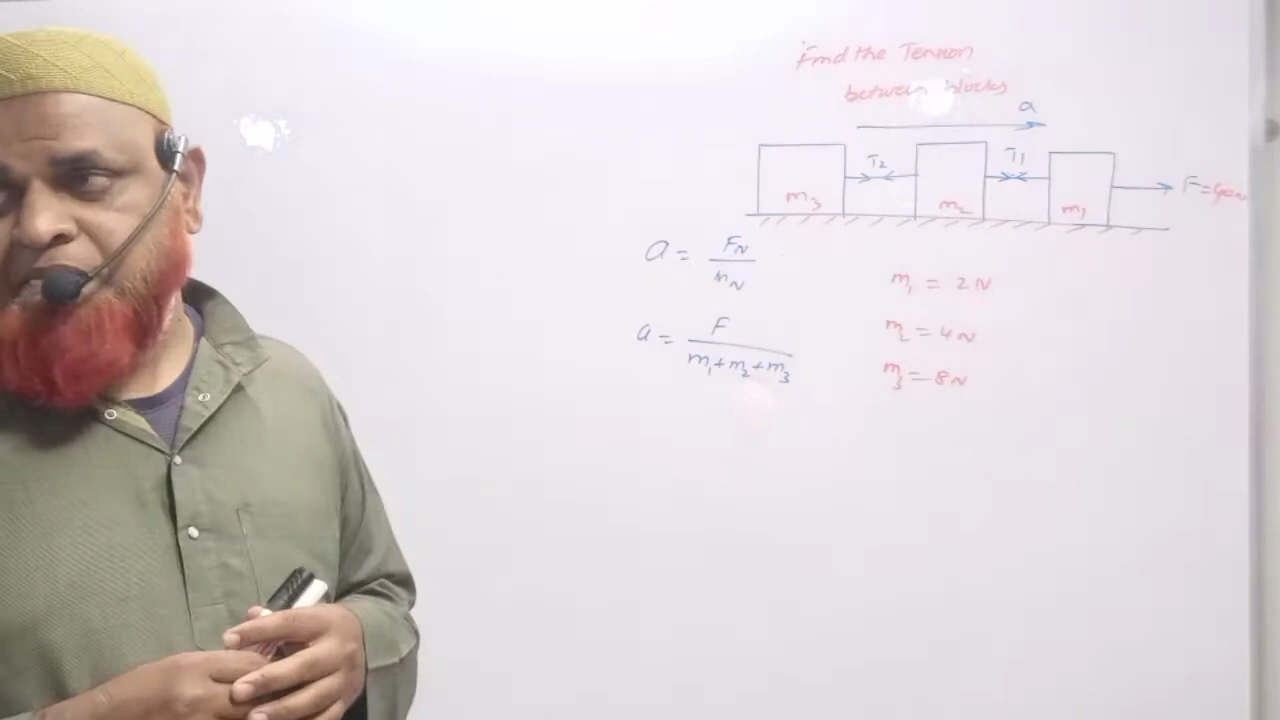 Find the Tension
between blocks
a
T2 T1
m3 m2 m1 F=40N
a = FN / mN
m1 = 2N
a = F / m1+m2+m3
m2 = 4N
m3 = 8N